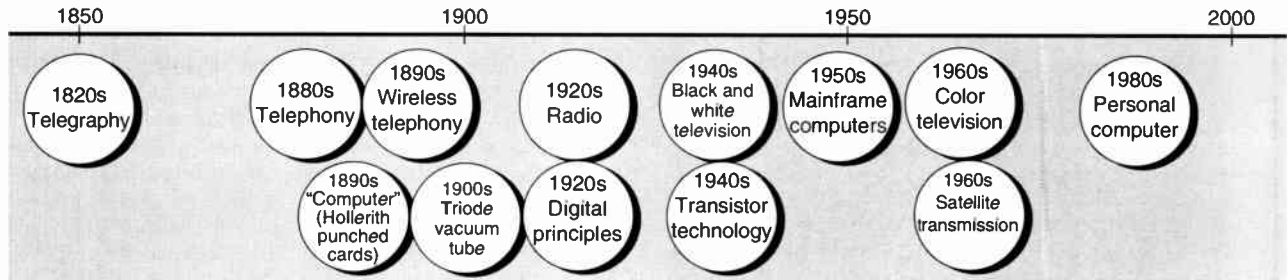 1850 1900 1950 2000
1820s
Telegraphy
1880s
Telephony
1890s
Wireless
telephony
1920s
Radio
1940s
Black and
white
television
1950s
Mainframe
computers
1960s
Color
television
1980s
Personal
computer
1890s
“Computer”
(Hollerith
punched
cards)
1900s
Triode
vacuum
tube
1920s
Digital
principles
1940s
Transistor
technology
1960s
Satellite
transmission